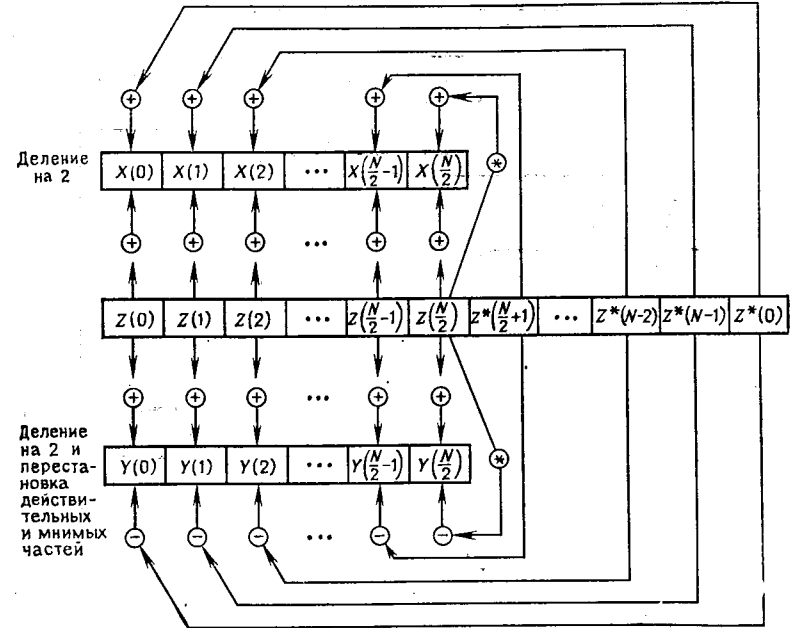 + + + + +
*
Деление
на 2
X(0) X(1) X(2) ... X(N/2-1) X(N/2)
+ + + ... + +
Z(0) Z(1) Z(2) ... Z(N/2-1) Z(N/2) Z*(N/2+1) ... Z*(N-2) Z*(N-1) Z*(0)
+ + + ... + +
Деление
на 2 и
переста-
новка
действи-
тельных
и мнимых
частей
Y(0) Y(1) Y(2) ... Y(N/2-1) Y(N/2)
*
- - - ... - -